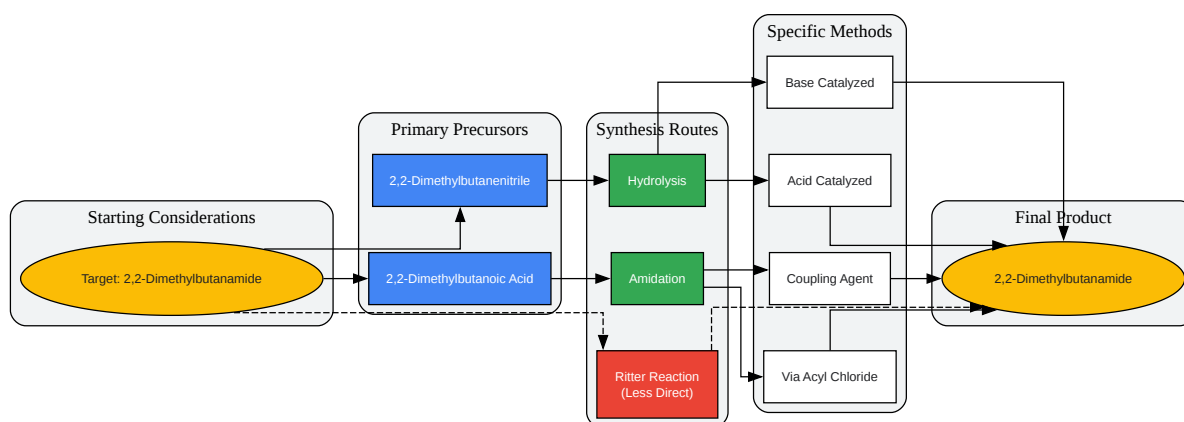 Starting Considerations
Target: 2,2-Dimethylbutanamide
Primary Precursors
2,2-Dimethylbutanenitrile
2,2-Dimethylbutanoic Acid
Synthesis Routes
Hydrolysis
Amidation
Ritter Reaction
(Less Direct)
Specific Methods
Base Catalyzed
Acid Catalyzed
Coupling Agent
Via Acyl Chloride
Final Product
2,2-Dimethylbutanamide